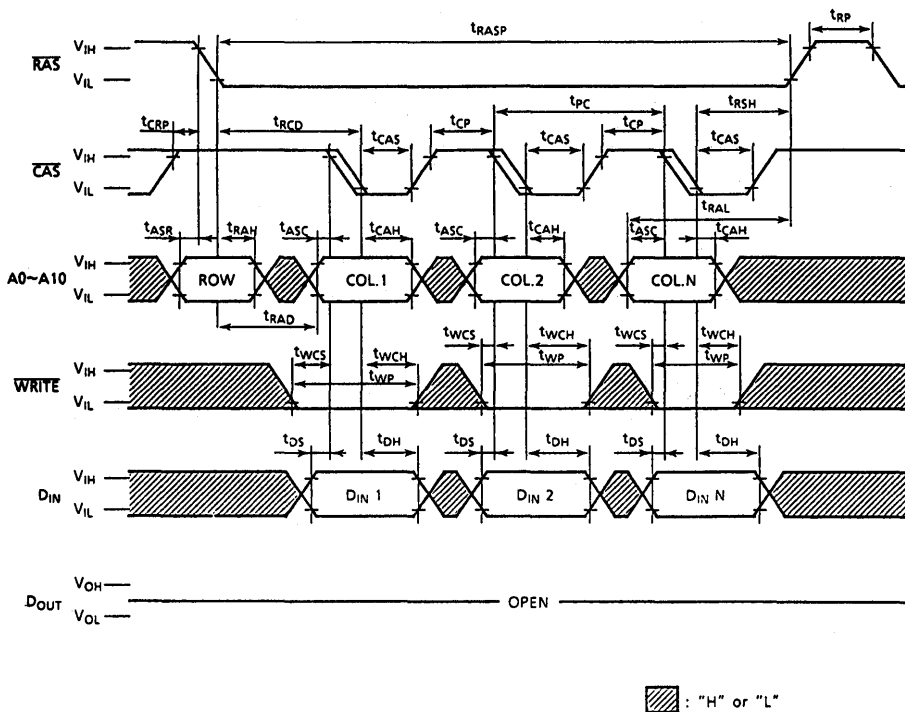 tRP
tRASP
VIH
RAS
VIL
tPC
tRSH
tCRP
tRCD
tCP
tCP
tCAS
tCAS
tCAS
VIH
CAS
VIL
tRAL
tASR
tRAH
tASC
tCAH
tASC
tCAH
tASC
tCAH
VIH
A0~A10
ROW
COL.1
COL.2
COL.N
VIL
tRAD
tWCS
tWCH
tWCS
tWCH
tWCS
tWCH
tWP
tWP
tWP
VIH
WRITE
VIL
tDS
tDH
tDS
tDH
tDS
tDH
VIH
DIN
DIN 1
DIN 2
DIN N
VIL
VOH
DOUT
OPEN
VOL
: "H" or "L"